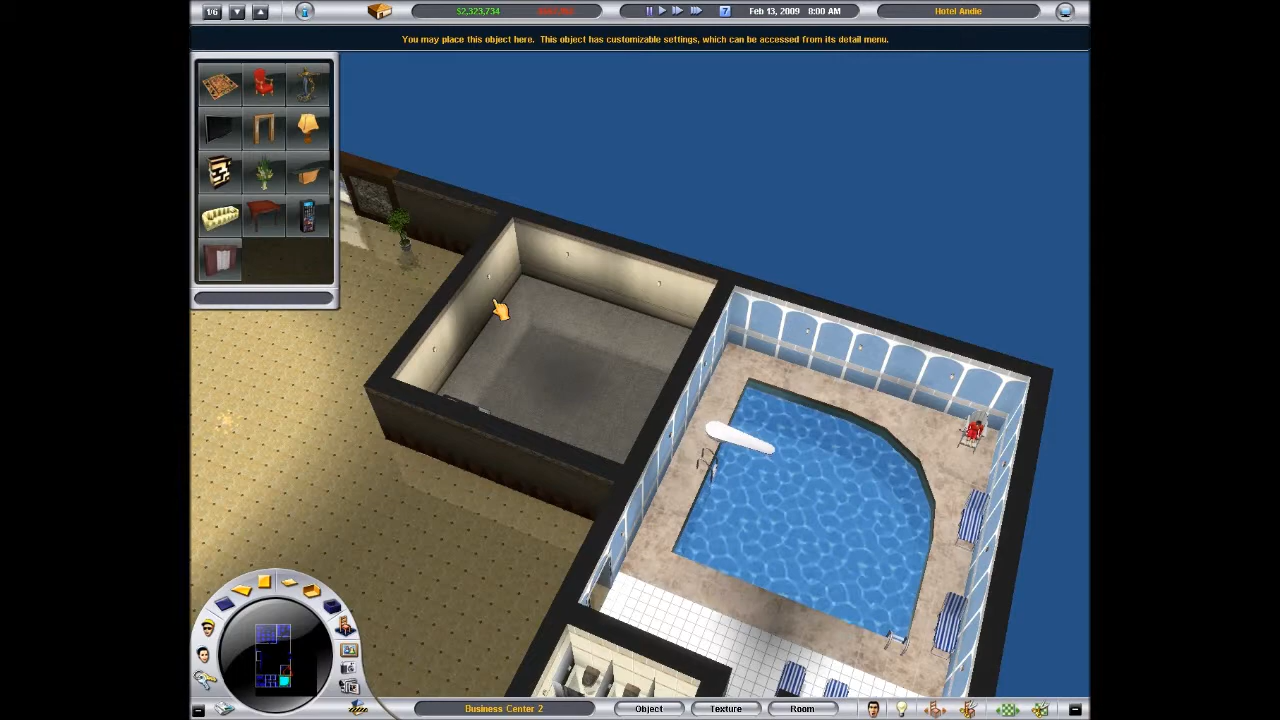 1/6
$2,323,734
7
Feb 13, 2009 8:00 AM
Hotel Andie
You may place this object here. This object has customizable settings, which can be accessed from its detail menu.
Business Center 2
Object
Texture
Room